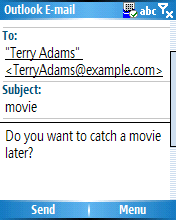 Outlook E-mail abc
To:
"Terry Adams"
<TerryAdams@example.com>
Subject:
movie
Do you want to catch a movie
later?
Send Menu